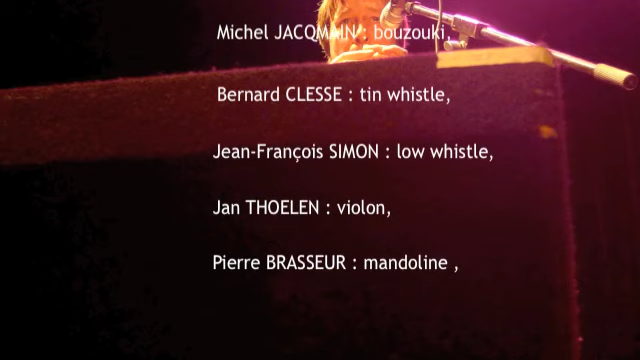 Michel JACQMAIN : bouzouki,
Bernard CLESSE : tin whistle,
Jean-François SIMON : low whistle,
Jan THOELEN : violon,
Pierre BRASSEUR : mandoline ,